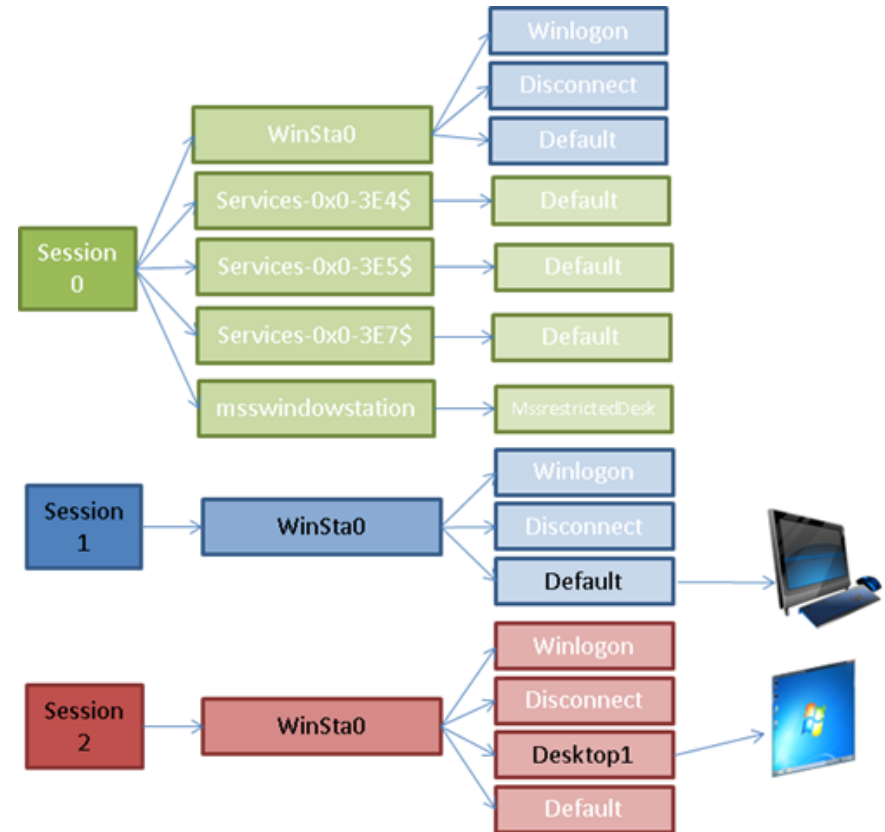 Winlogon
Disconnect
Default
WinSta0
Services-0x0-3E4$
Default
Session
0
Services-0x0-3E5$
Default
Services-0x0-3E7$
Default
msswindowstation
MssrestrictedDesk
Session
1
WinSta0
Winlogon
Disconnect
Default
Session
2
WinSta0
Winlogon
Disconnect
Desktop1
Default